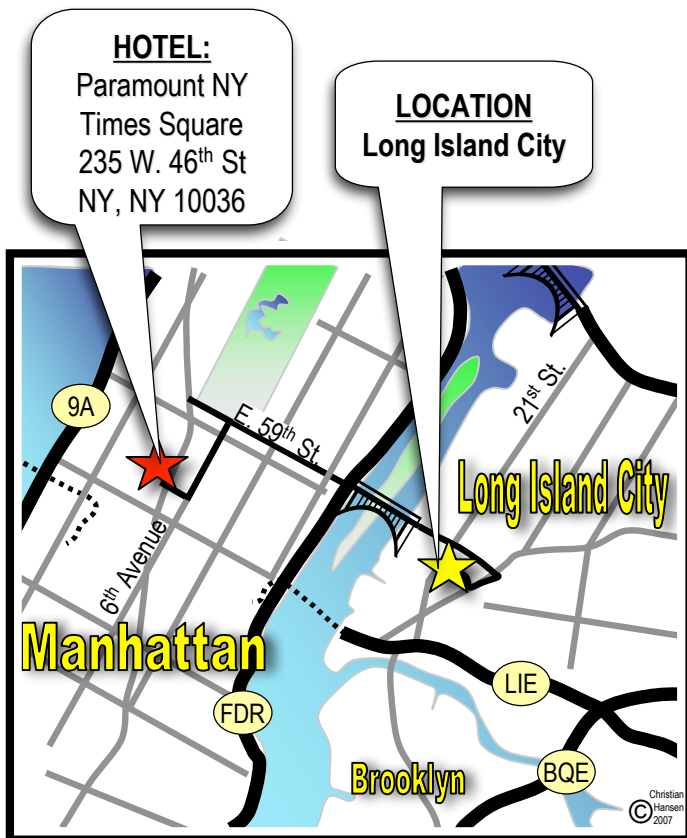 HOTEL:
Paramount NY
Times Square
235 W. 46th St
NY, NY 10036
LOCATION
Long Island City
9A
E. 59th St.
21st St.
Long Island City
6th Avenue
Manhattan
FDR
LIE
Brooklyn
BQE
© Christian
Hansen
2007